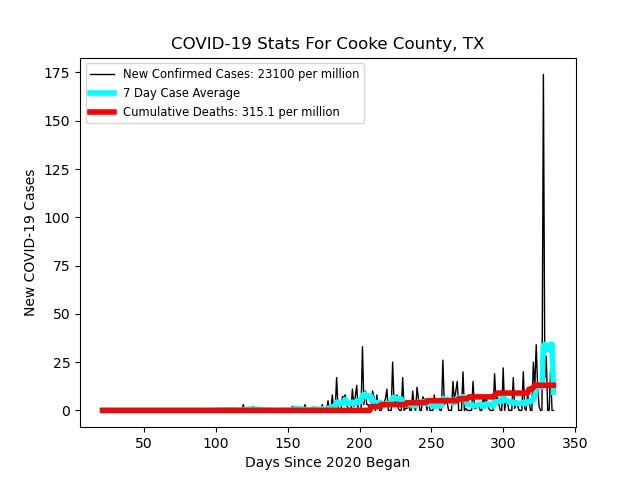 COVID-19 Stats For Cooke County, TX
New Confirmed Cases: 23100 per million
7 Day Case Average
Cumulative Deaths: 315.1 per million
New COVID-19 Cases
175
150
125
100
75
50
25
0
50 100 150 200 250 300 350
Days Since 2020 Began